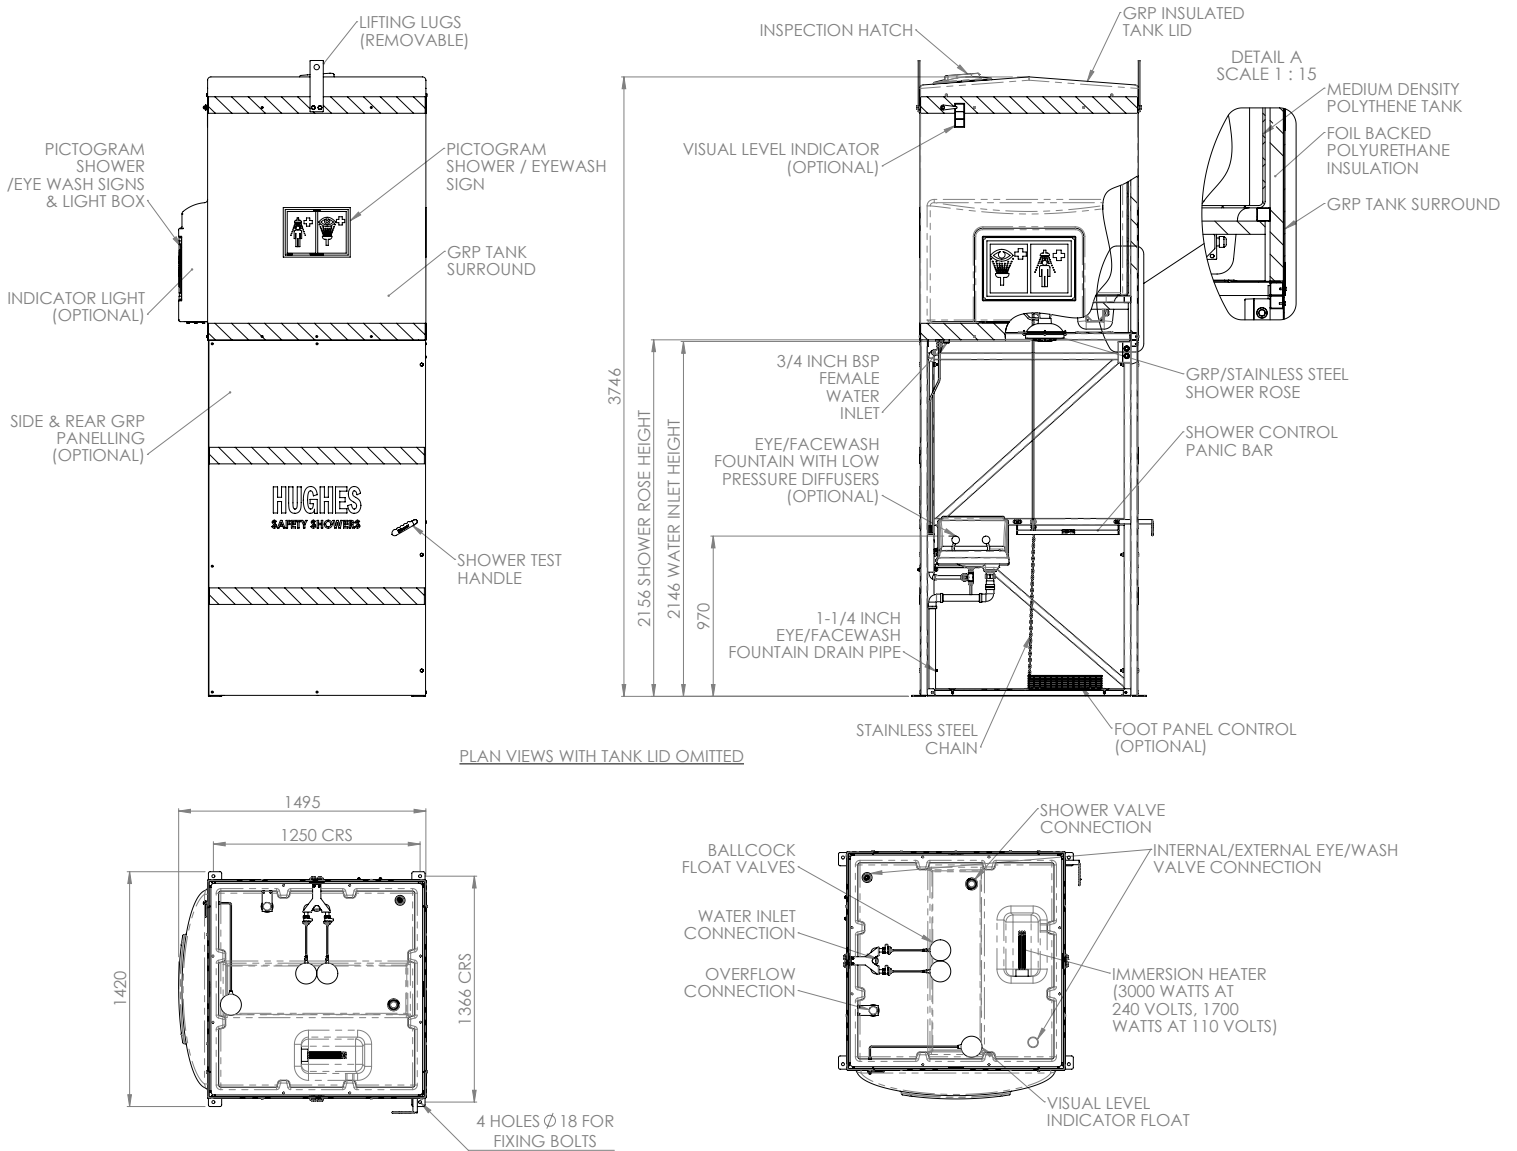 LIFTING LUGS
(REMOVABLE)
PICTOGRAM
SHOWER
/EYE WASH SIGNS
& LIGHT BOX
PICTOGRAM
SHOWER / EYEWASH
SIGN
GRP TANK
SURROUND
INDICATOR LIGHT
(OPTIONAL)
SIDE & REAR GRP
PANELLING
(OPTIONAL)
HUGHES
SAFETY SHOWERS
SHOWER TEST
HANDLE
INSPECTION HATCH
GRP INSULATED
TANK LID
DETAIL A
SCALE 1 : 15
MEDIUM DENSITY
POLYTHENE TANK
FOIL BACKED
POLYURETHANE
INSULATION
GRP TANK SURROUND
VISUAL LEVEL INDICATOR
(OPTIONAL)
3746
2156 SHOWER ROSE HEIGHT
2146 WATER INLET HEIGHT
970
3/4 INCH BSP
FEMALE
WATER
INLET
GRP/STAINLESS STEEL
SHOWER ROSE
EYE/FACEWASH
FOUNTAIN WITH LOW
PRESSURE DIFFUSERS
(OPTIONAL)
SHOWER CONTROL
PANIC BAR
1-1/4 INCH
EYE/FACEWASH
FOUNTAIN DRAIN PIPE
STAINLESS STEEL
CHAIN
FOOT PANEL CONTROL
(OPTIONAL)
PLAN VIEWS WITH TANK LID OMITTED
1495
1250 CRS
1420
1366 CRS
4 HOLES Ø 18 FOR
FIXING BOLTS
SHOWER VALVE
CONNECTION
BALLCOCK
FLOAT VALVES
INTERNAL/EXTERNAL EYE/WASH
VALVE CONNECTION
WATER INLET
CONNECTION
OVERFLOW
CONNECTION
IMMERSION HEATER
(3000 WATTS AT
240 VOLTS, 1700
WATTS AT 110 VOLTS)
VISUAL LEVEL
INDICATOR FLOAT